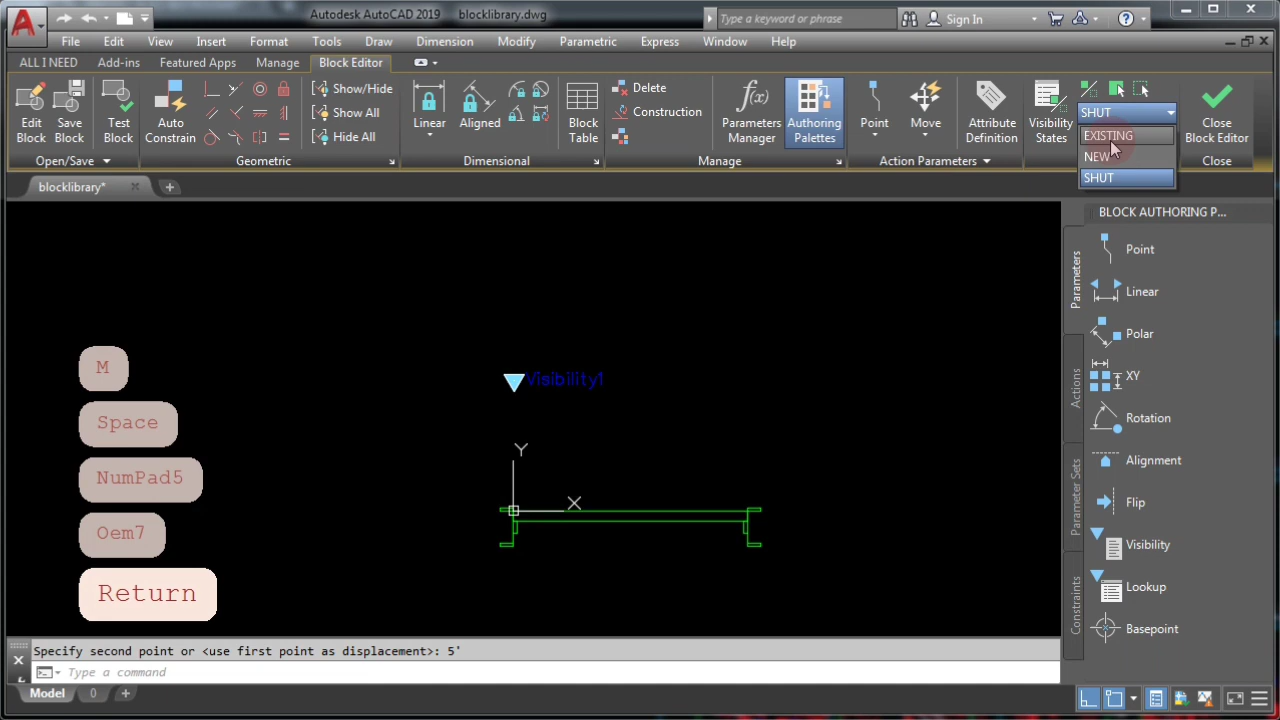 Autodesk AutoCAD 2019 blocklibrary.dwg
Type a keyword or phrase
Sign In
File Edit View Insert Format Tools Draw Dimension Modify Parametric Express Window Help
ALL I NEED Add-ins Featured Apps Manage Block Editor
Edit Block
Save Block
Test Block
Auto Constrain
Show/Hide
Show All
Hide All
Linear
Aligned
Block Table
Delete
Construction
Parameters Manager
Authoring Palettes
Point
Move
Attribute Definition
Visibility States
SHUT
EXISTING
NEW
SHUT
Close Block Editor
Open/Save
Geometric
Dimensional
Manage
Action Parameters
Close
blocklibrary*
BLOCK AUTHORING P...
Parameters
Actions
Parameter Sets
Constraints
Point
Linear
Polar
XY
Rotation
Alignment
Flip
Visibility
Lookup
Basepoint
Visibility1
Y
X
M
Space
NumPad5
Oem7
Return
Specify second point or <use first point as displacement>: 5'
Type a command
Model 0